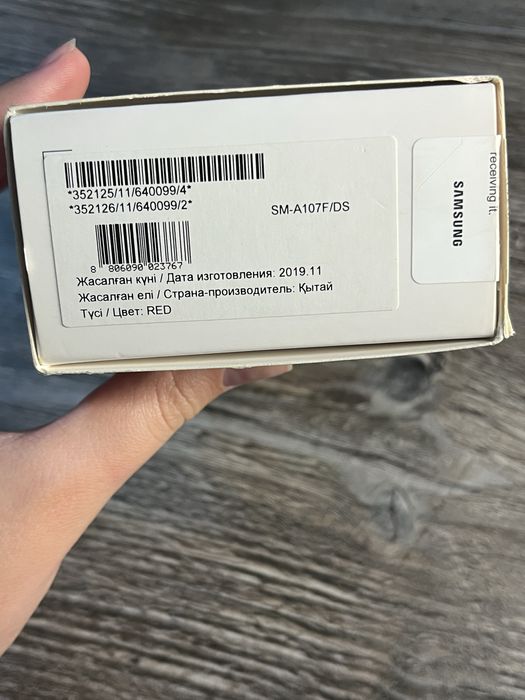 *352125/11/640099/4*
*352126/11/640099/2*
SM-A107F/DS
8 806090 023767
Жасалған күні / Дата изготовления: 2019.11
Жасалған елі / Страна-производитель: Қытай
Түсі / Цвет: RED
SAMSUNG
receiving it.